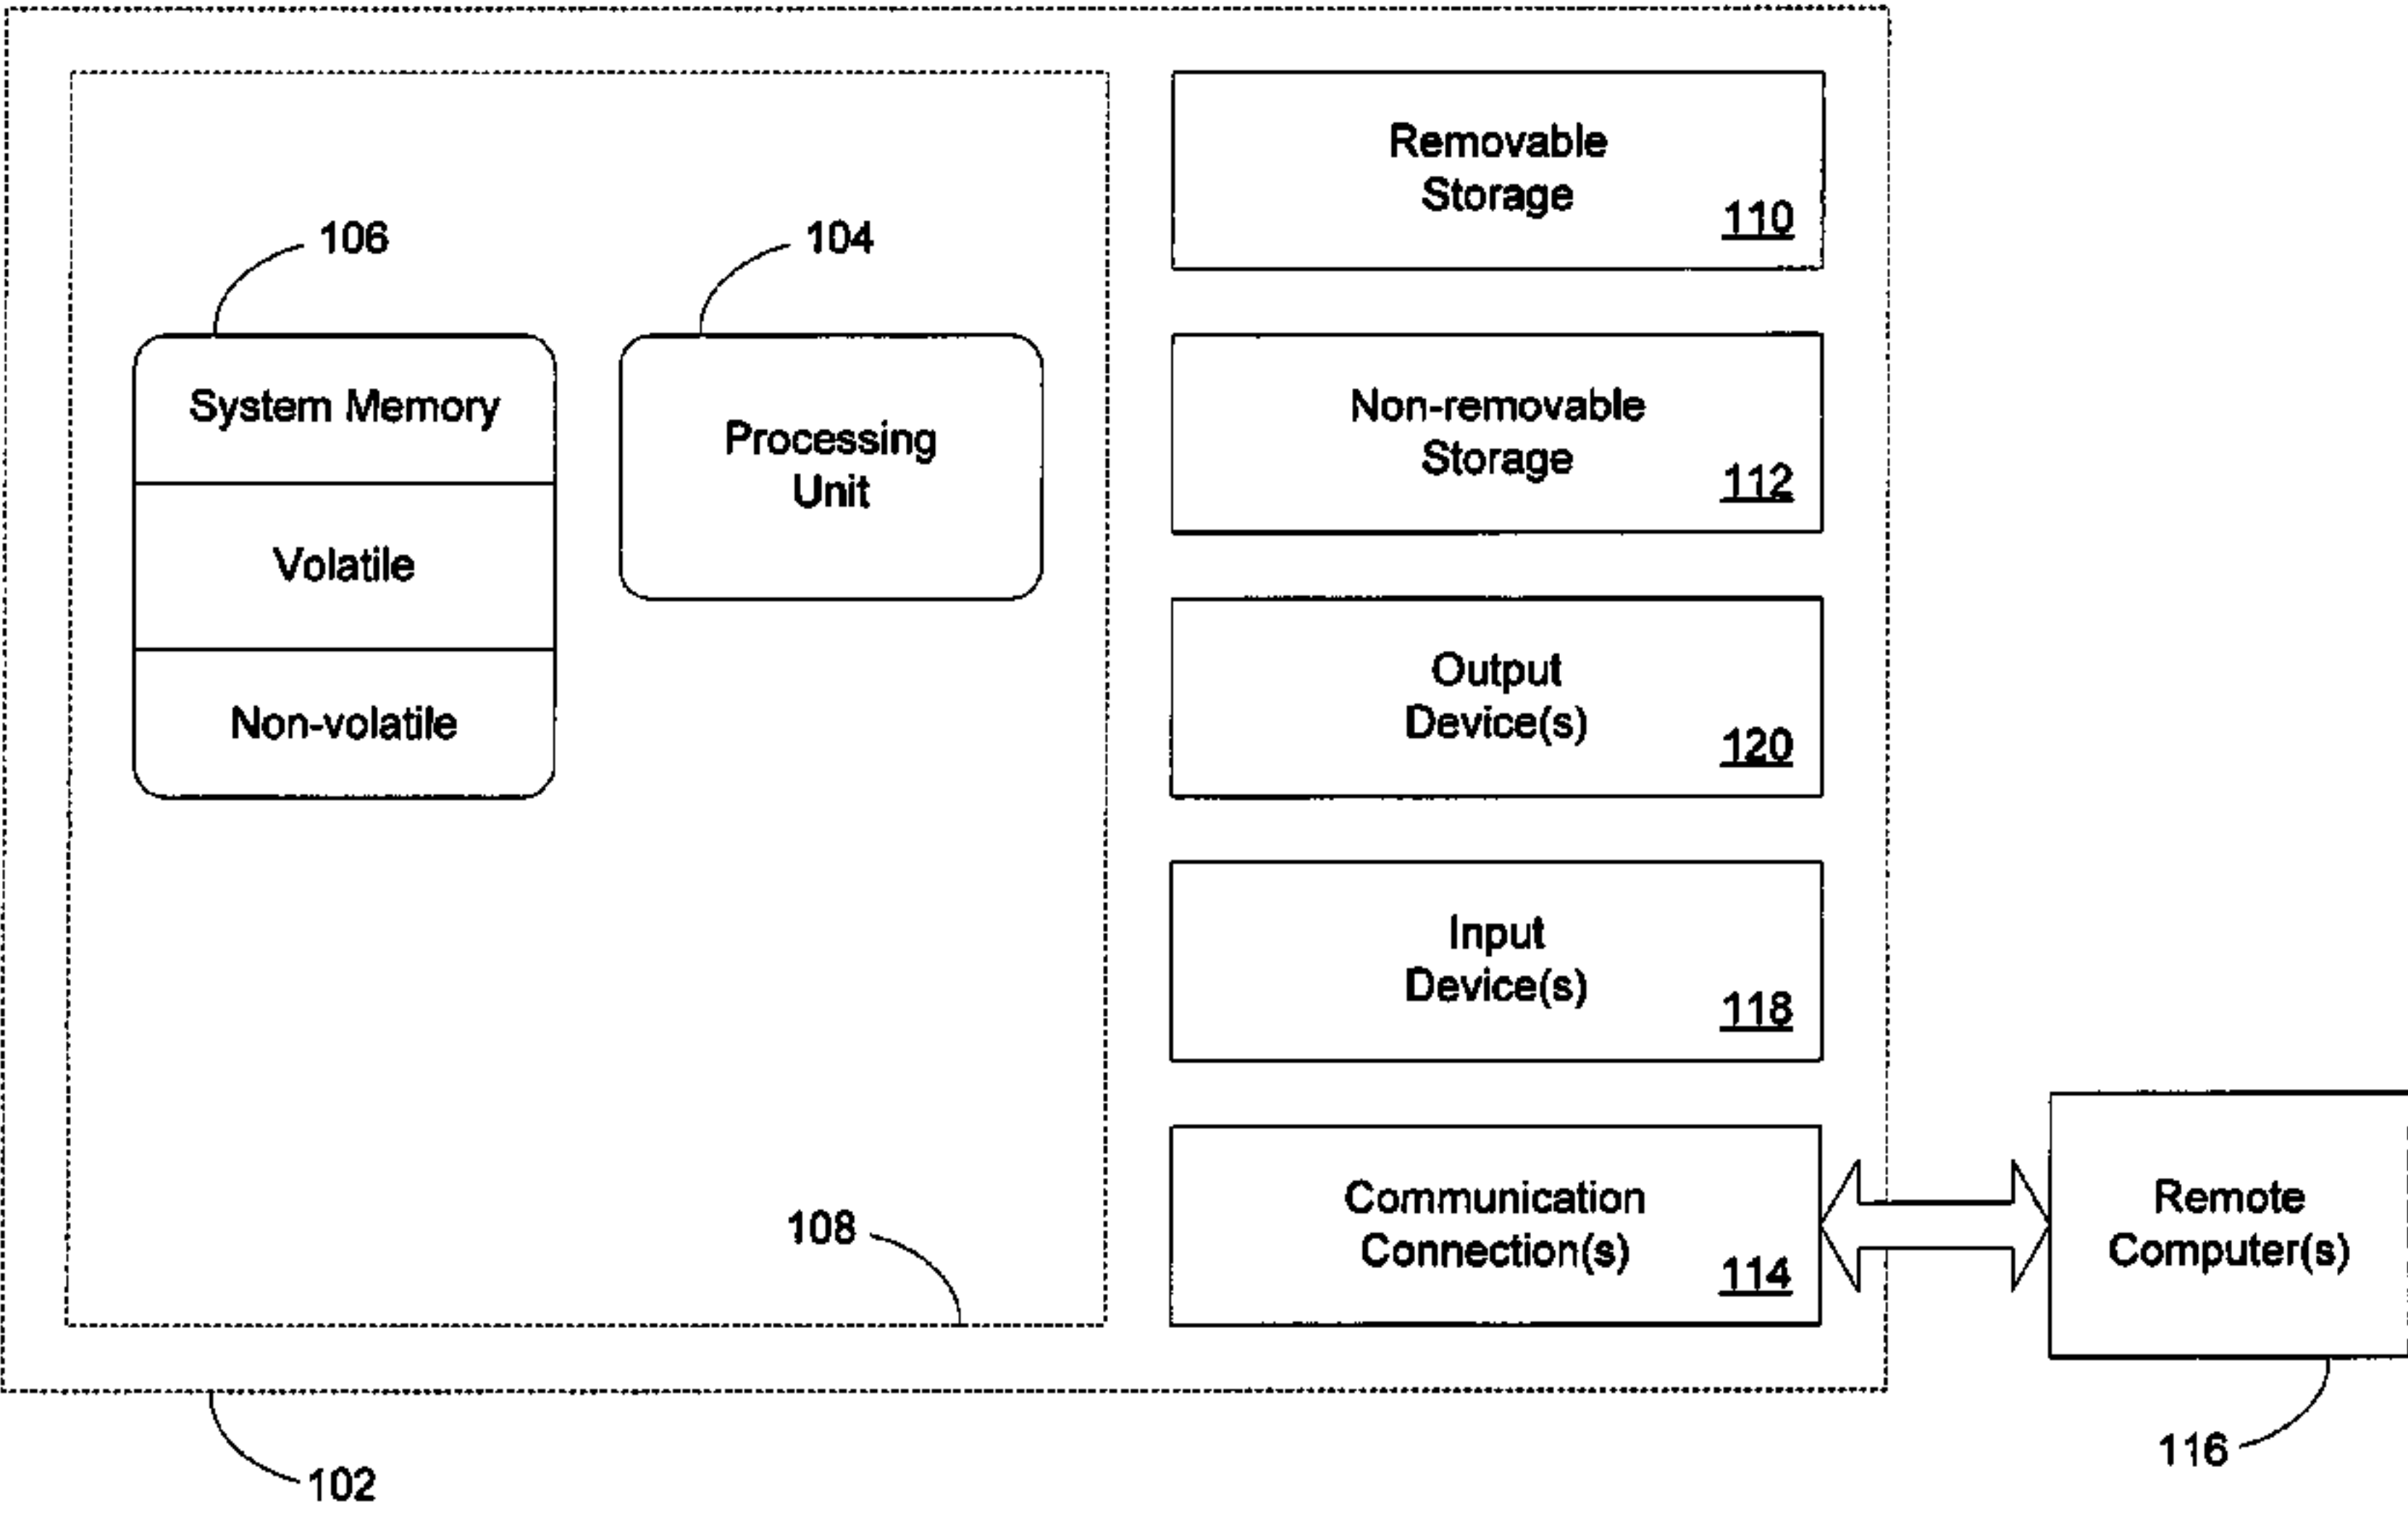 106
104
System Memory
Volatile
Non-volatile
Processing
Unit
108
102
Removable
Storage
110
Non-removable
Storage
112
Output
Device(s)
120
Input
Device(s)
118
Communication
Connection(s)
114
Remote
Computer(s)
116